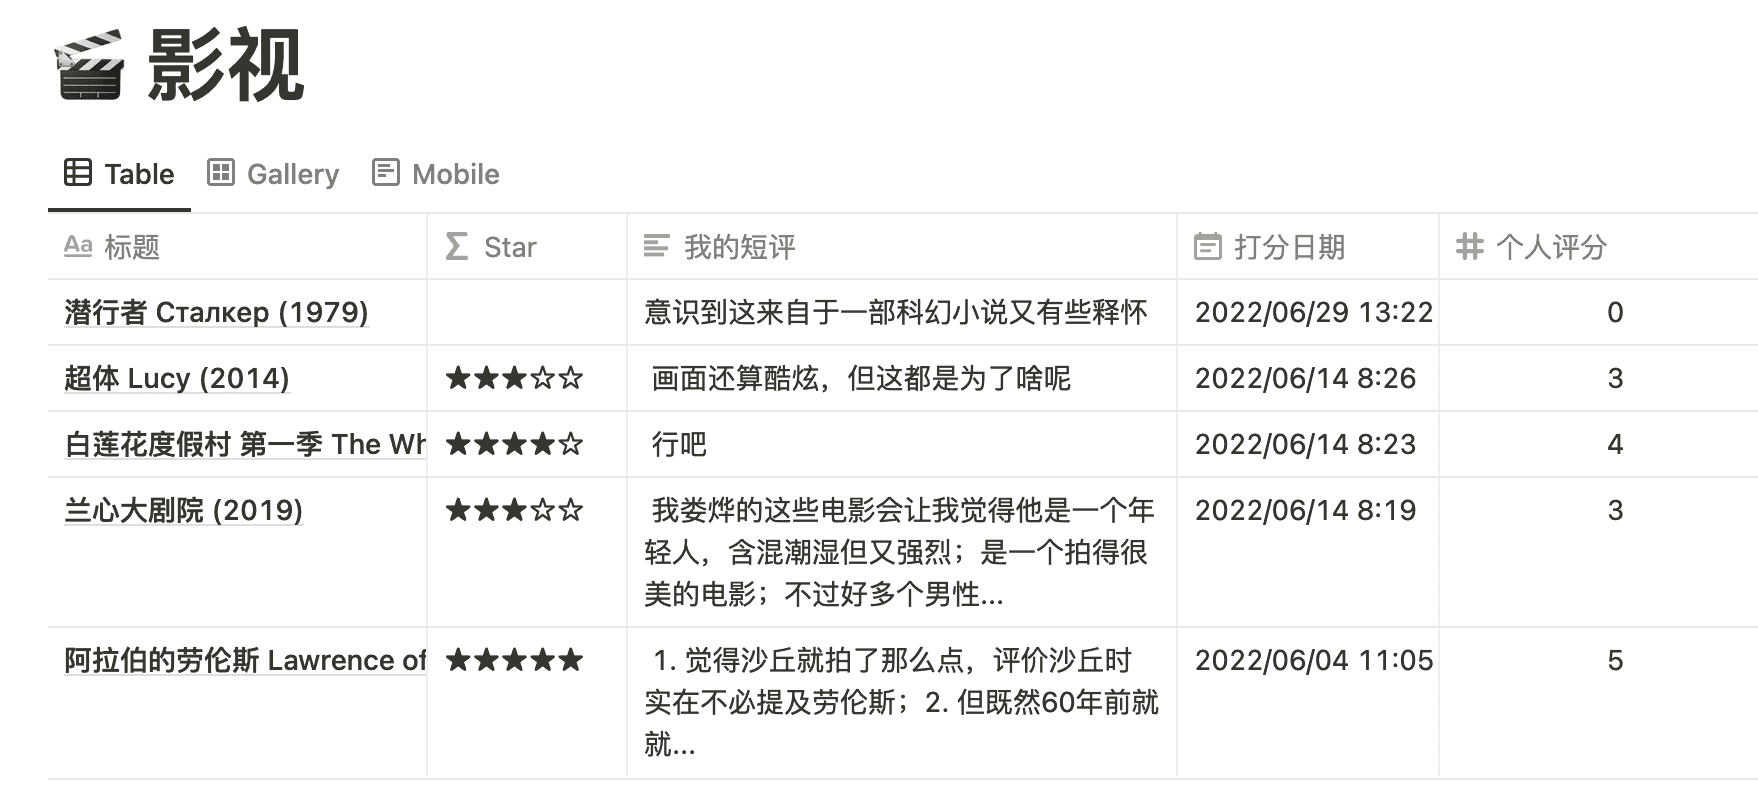 影视
Table Gallery Mobile
Aa 标题 Star 我的短评 打分日期 个人评分
潜行者 Сталкер (1979) 意识到这来自于一部科幻小说又有些释怀 2022/06/29 13:22 0
超体 Lucy (2014) ★★★☆☆ 画面还算酷炫，但这都是为了啥呢 2022/06/14 8:26 3
白莲花度假村 第一季 The Wh ★★★★☆ 行吧 2022/06/14 8:23 4
兰心大剧院 (2019) ★★★☆☆ 我娄烨的这些电影会让我觉得他是一个年 2022/06/14 8:19 3
轻人，含混潮湿但又强烈；是一个拍得很
美的电影；不过好多个男性...
阿拉伯的劳伦斯 Lawrence of ★★★★★ 1. 觉得沙丘就拍了那么点，评价沙丘时 2022/06/04 11:05 5
实在不必提及劳伦斯；2. 但既然60年前就
就...